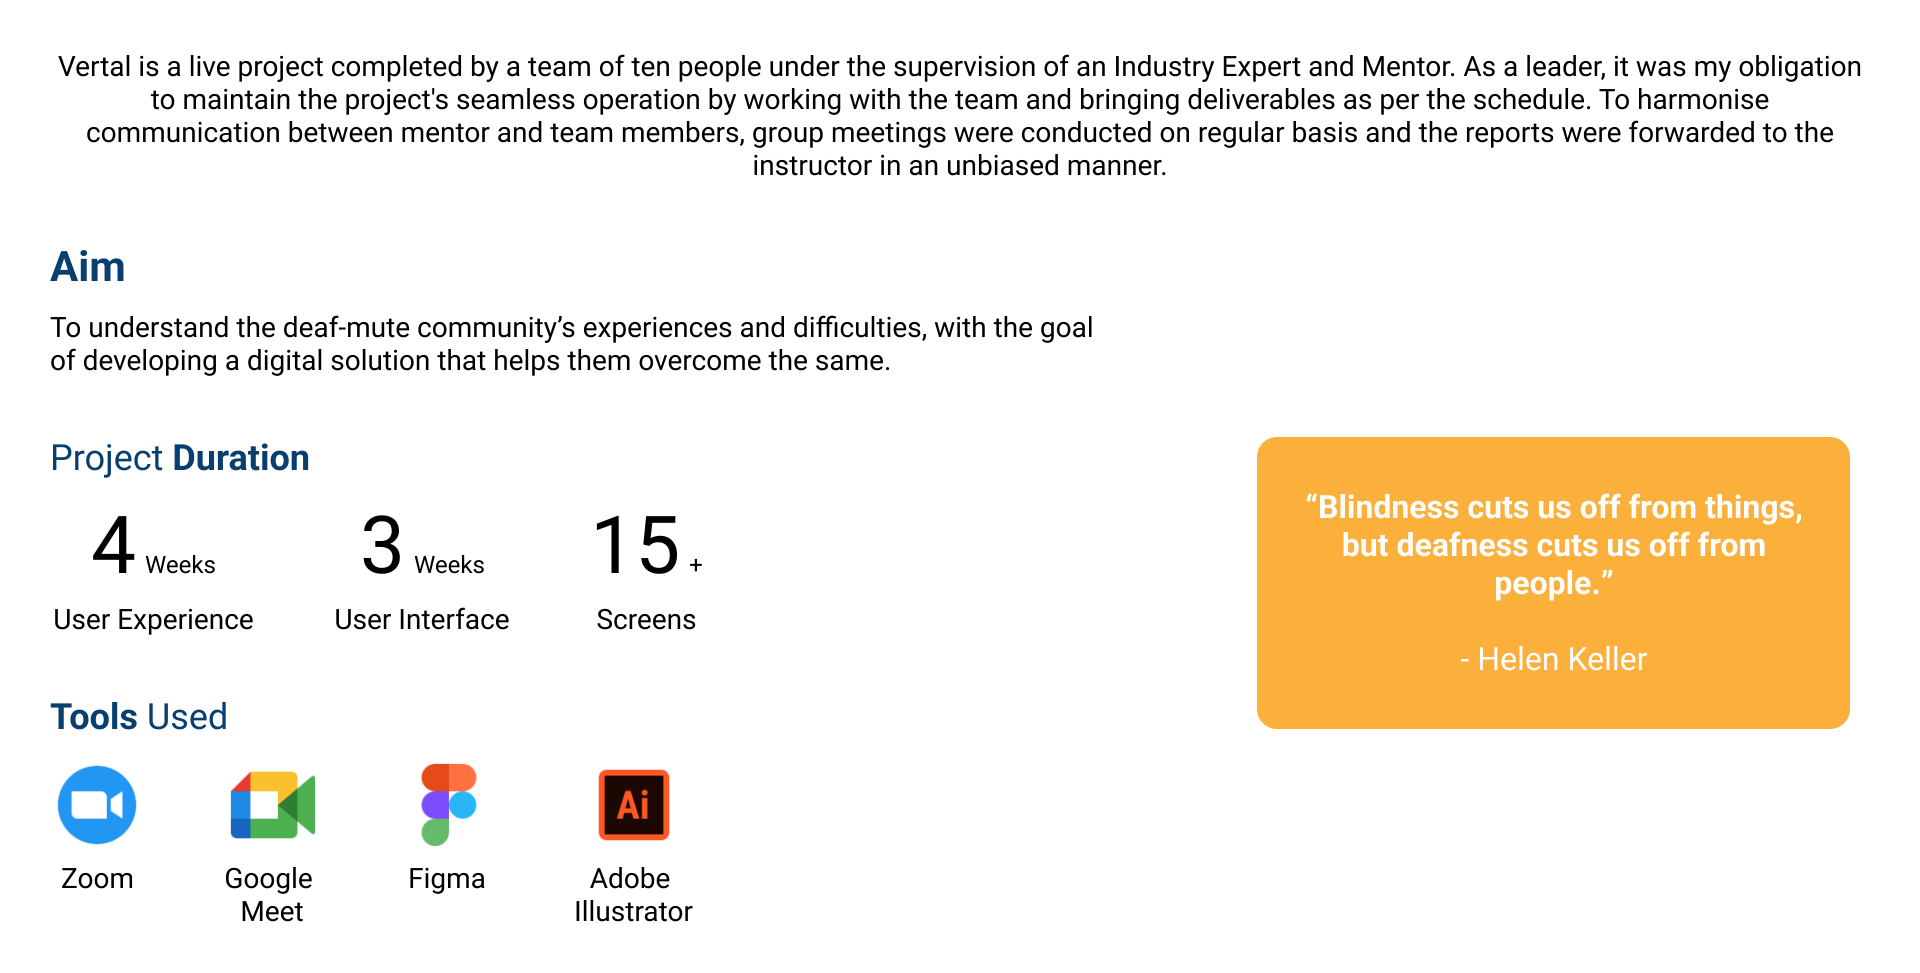 Vertal is a live project completed by a team of ten people under the supervision of an Industry Expert and Mentor. As a leader, it was my obligation
to maintain the project's seamless operation by working with the team and bringing deliverables as per the schedule. To harmonise
communication between mentor and team members, group meetings were conducted on regular basis and the reports were forwarded to the
instructor in an unbiased manner.
Aim
To understand the deaf-mute community’s experiences and difficulties, with the goal
of developing a digital solution that helps them overcome the same.
Project Duration
4 Weeks
User Experience
3 Weeks
User Interface
15 +
Screens
“Blindness cuts us off from things,
but deafness cuts us off from
people.”
- Helen Keller
Tools Used
Zoom
Google
Meet
Figma
Ai
Adobe
Illustrator